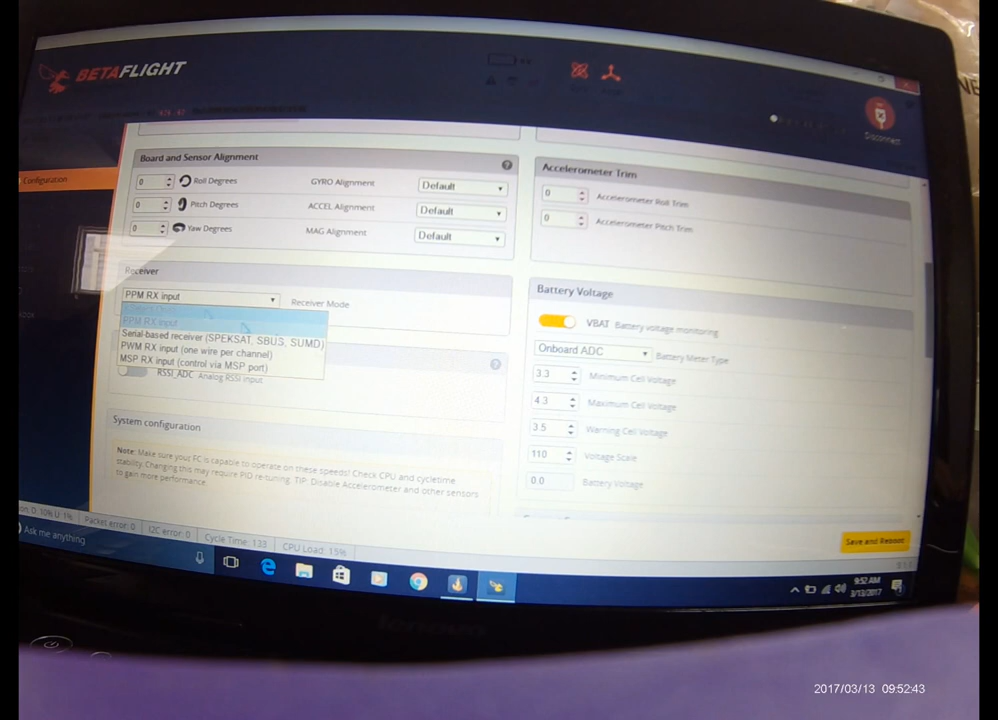 BETAFLIGHT
Disconnect
Configuration
Board and Sensor Alignment
0 Roll Degrees GYRO Alignment Default
0 Pitch Degrees ACCEL Alignment Default
0 Yaw Degrees MAG Alignment Default
Accelerometer Trim
0 Accelerometer Roll Trim
0 Accelerometer Pitch Trim
Receiver
PPM RX input Receiver Mode
PPM RX input
Serial-based receiver (SPEKSAT, SBUS, SUMD)
PWM RX input (one wire per channel)
MSP RX input (control via MSP port)
RSSI_ADC Analog RSSI input
Battery Voltage
VBAT Battery voltage monitoring
Onboard ADC Battery Meter Type
3.3 Minimum Cell Voltage
4.3 Maximum Cell Voltage
3.5 Warning Cell Voltage
110 Voltage Scale
0.0 Battery Voltage
System configuration
Note: Make sure your FC is capable to operate on these speeds! Check CPU and cycletime
stability. Changing this may require PID re-tuning. TIP: Disable Accelerometer and other sensors
to gain more performance
Save and Reboot
D: 10% U: 1% Packet error: 0 I2C error: 0 Cycle Time: 133 CPU Load: 15%
Ask me anything
9:52 AM
3/13/2017
2017/03/13 09:52:43